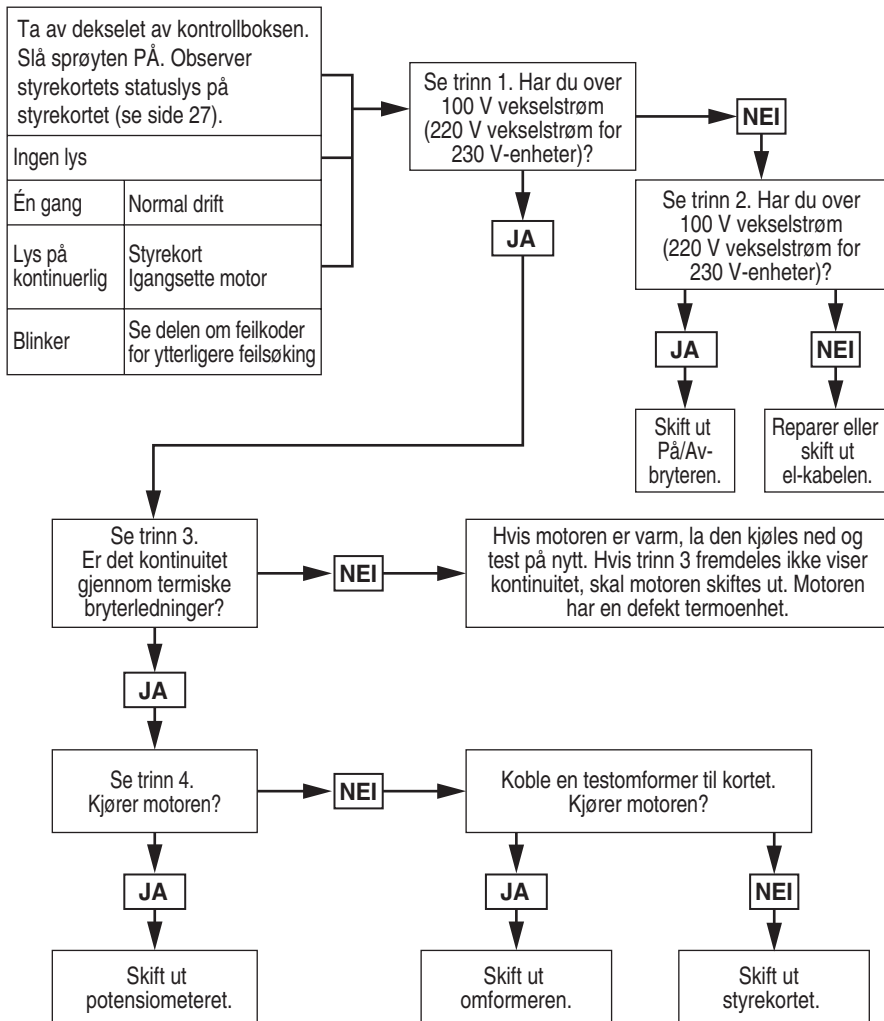 Ta av dekselet av kontrollboksen.
Slå sprøyten PÅ. Observer
styrekortets statuslys på
styrekortet (se side 27).
Ingen lys
Én gang
Normal drift
Lys på
kontinuerlig
Styrekort
Igangsette motor
Blinker
Se delen om feilkoder
for ytterligere feilsøking
Se trinn 1. Har du over
100 V vekselstrøm
(220 V vekselstrøm for
230 V-enheter)?
NEI
JA
Se trinn 2. Har du over
100 V vekselstrøm
(220 V vekselstrøm for
230 V-enheter)?
JA
NEI
Skift ut
På/Av-
bryteren.
Reparer eller
skift ut
el-kabelen.
Se trinn 3.
Er det kontinuitet
gjennom termiske
bryterledninger?
NEI
Hvis motoren er varm, la den kjøles ned og
test på nytt. Hvis trinn 3 fremdeles ikke viser
kontinuitet, skal motoren skiftes ut. Motoren
har en defekt termoenhet.
JA
Se trinn 4.
Kjører motoren?
NEI
Koble en testomformer til kortet.
Kjører motoren?
JA
JA
NEI
Skift ut
potensiometeret.
Skift ut
omformeren.
Skift ut
styrekortet.